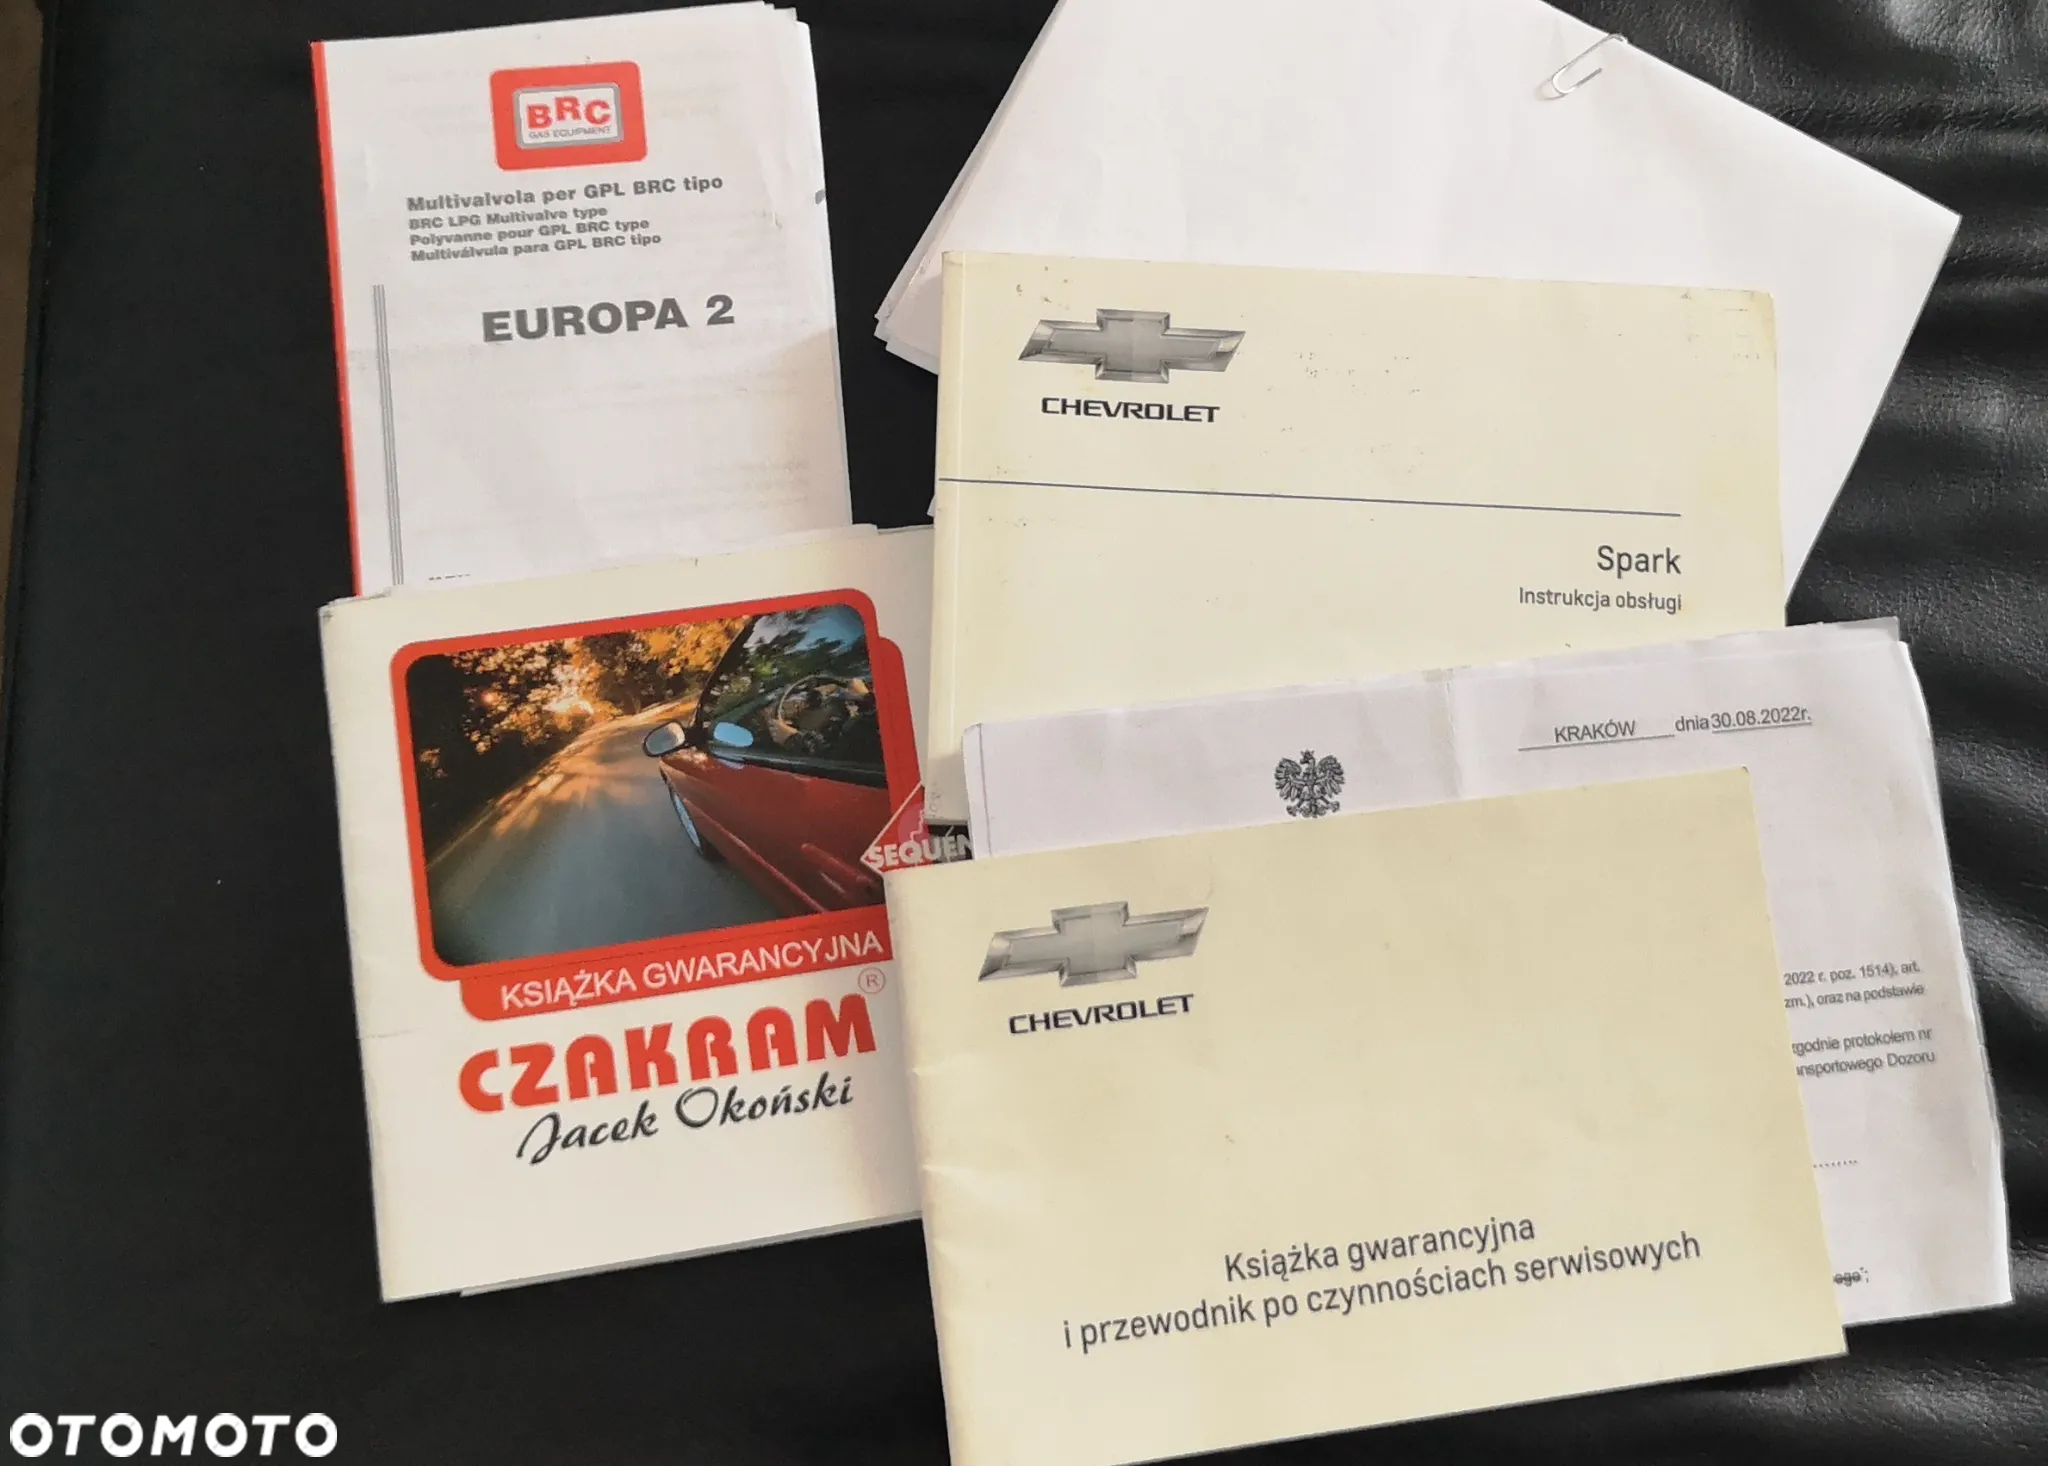 BRC
GAS EQUIPMENT
Multivalvola per GPL BRC tipo
BRC LPG Multivalve type
Polyvanne pour GPL BRC type
Multiválvula para GPL BRC tipo
EUROPA 2
CHEVROLET
Spark
Instrukcja obsługi
KRAKÓW dnia 30.08.2022r.
SEQUEN
KSIĄŻKA GWARANCYJNA
CZAKRAM®
Jacek Okoński
2022 r. poz. 1514), art.
zm.), oraz na podstawie
zgodnie protokołem nr
Dozoru
CHEVROLET
Książka gwarancyjna
i przewodnik po czynnościach serwisowych
OTOMOTO